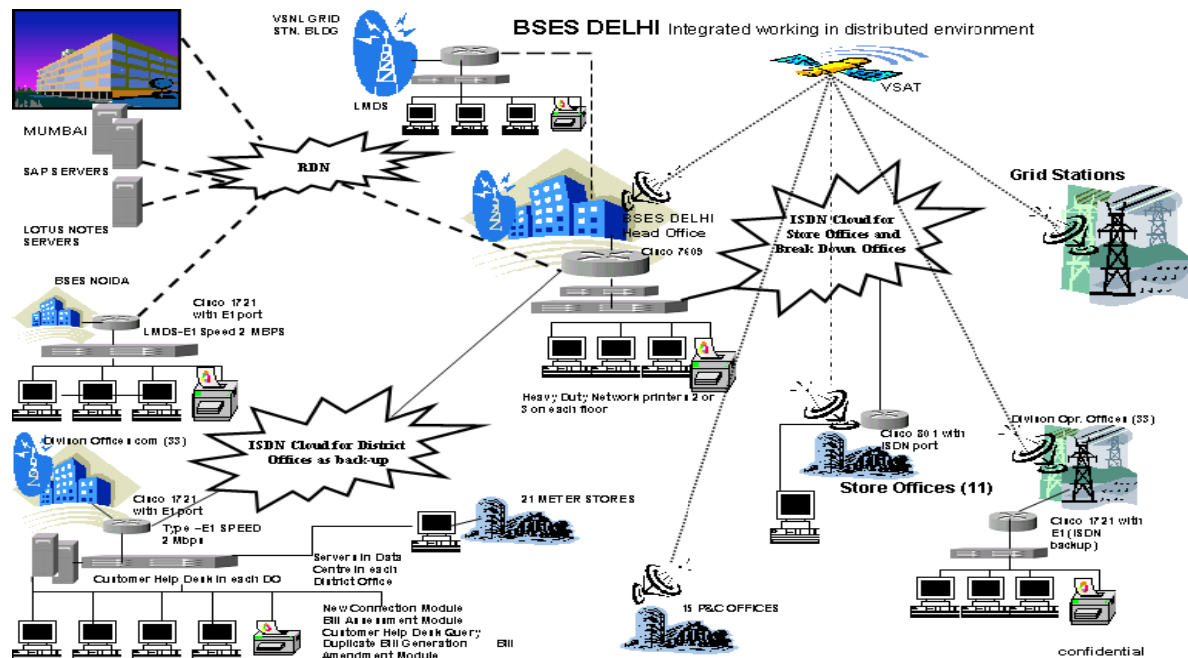 VSNL GRID
STN. BLDG
BSES DELHI Integrated working in distributed environment
VSAT
LMDS
MUMBAI
SAP SERVERS
RDN
LOTUS NOTES
SERVERS
BSES DELHI
Head Office
Cisco 7609
ISDN Cloud for
Store Offices and
Break Down Offices
Grid Stations
BSES NOIDA
Cisco 1721
with E1 port
LMDS-E1 Speed 2 MBPS
Heavy Duty Network printers 2 or
3 on each floor
Divison Offices com (33)
ISDN Cloud for District
Offices as back-up
Cisco 1721
with E1 port
Type -E1 SPEED
2 Mbps
21 METER STORES
Cisco 801 with
ISDN port
Store Offices (11)
Divison Opr. Offices (33)
Cisco 1721 with
E1 (ISDN
backup)
Servers in Data
Centre in each
District Office
Customer Help Desk in each DO
New Connection Module
Bill Assessment Module
Customer Help Desk Query
Duplicate Bill Generation Bill
Amendment Module
15 P&C OFFICES
confidential